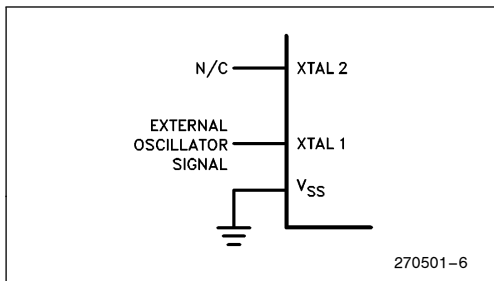 N/C
XTAL 2
EXTERNAL
OSCILLATOR
SIGNAL
XTAL 1
VSS
270501–6